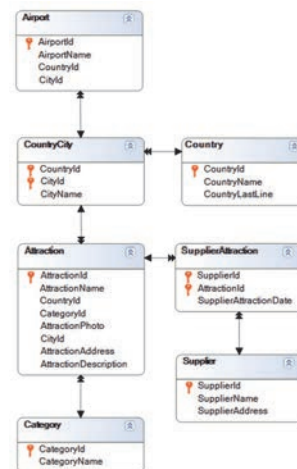 Airport
AirportId
AirportName
CountryId
CityId
CountryCity
CountryId
CityId
CityName
Country
CountryId
CountryName
CountryLastLine
Attraction
AttractionId
AttractionName
CountryId
CategoryId
AttractionPhoto
CityId
AttractionAddress
AttractionDescription
SupplierAttraction
SupplierId
AttractionId
SupplierAttractionDate
Supplier
SupplierId
SupplierName
SupplierAddress
Category
CategoryId
CategoryName